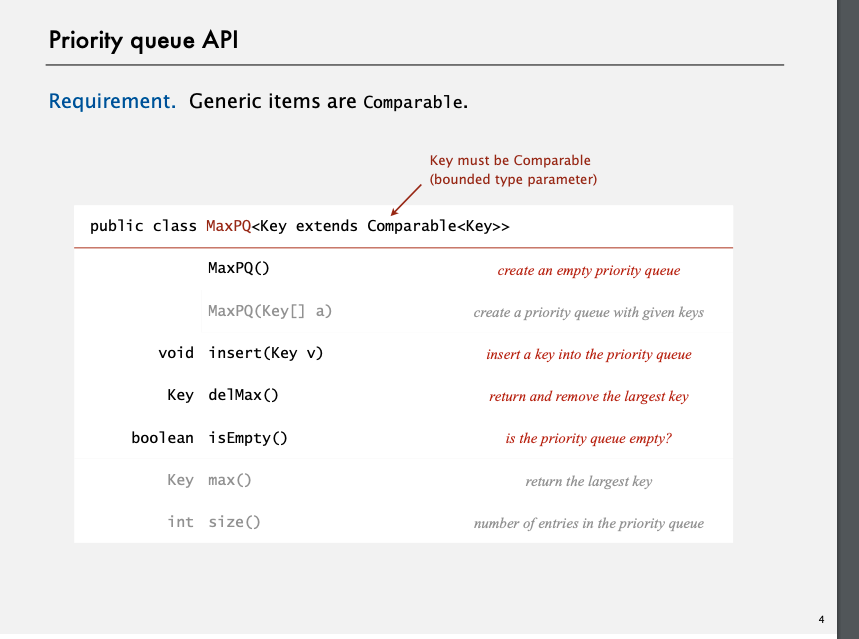 Priority queue API
Requirement. Generic items are Comparable.
Key must be Comparable
(bounded type parameter)
public class MaxPQ<Key extends Comparable<Key>>
MaxPQ() create an empty priority queue
MaxPQ(Key[] a) create a priority queue with given keys
void insert(Key v) insert a key into the priority queue
Key delMax() return and remove the largest key
boolean isEmpty() is the priority queue empty?
Key max() return the largest key
int size() number of entries in the priority queue
4